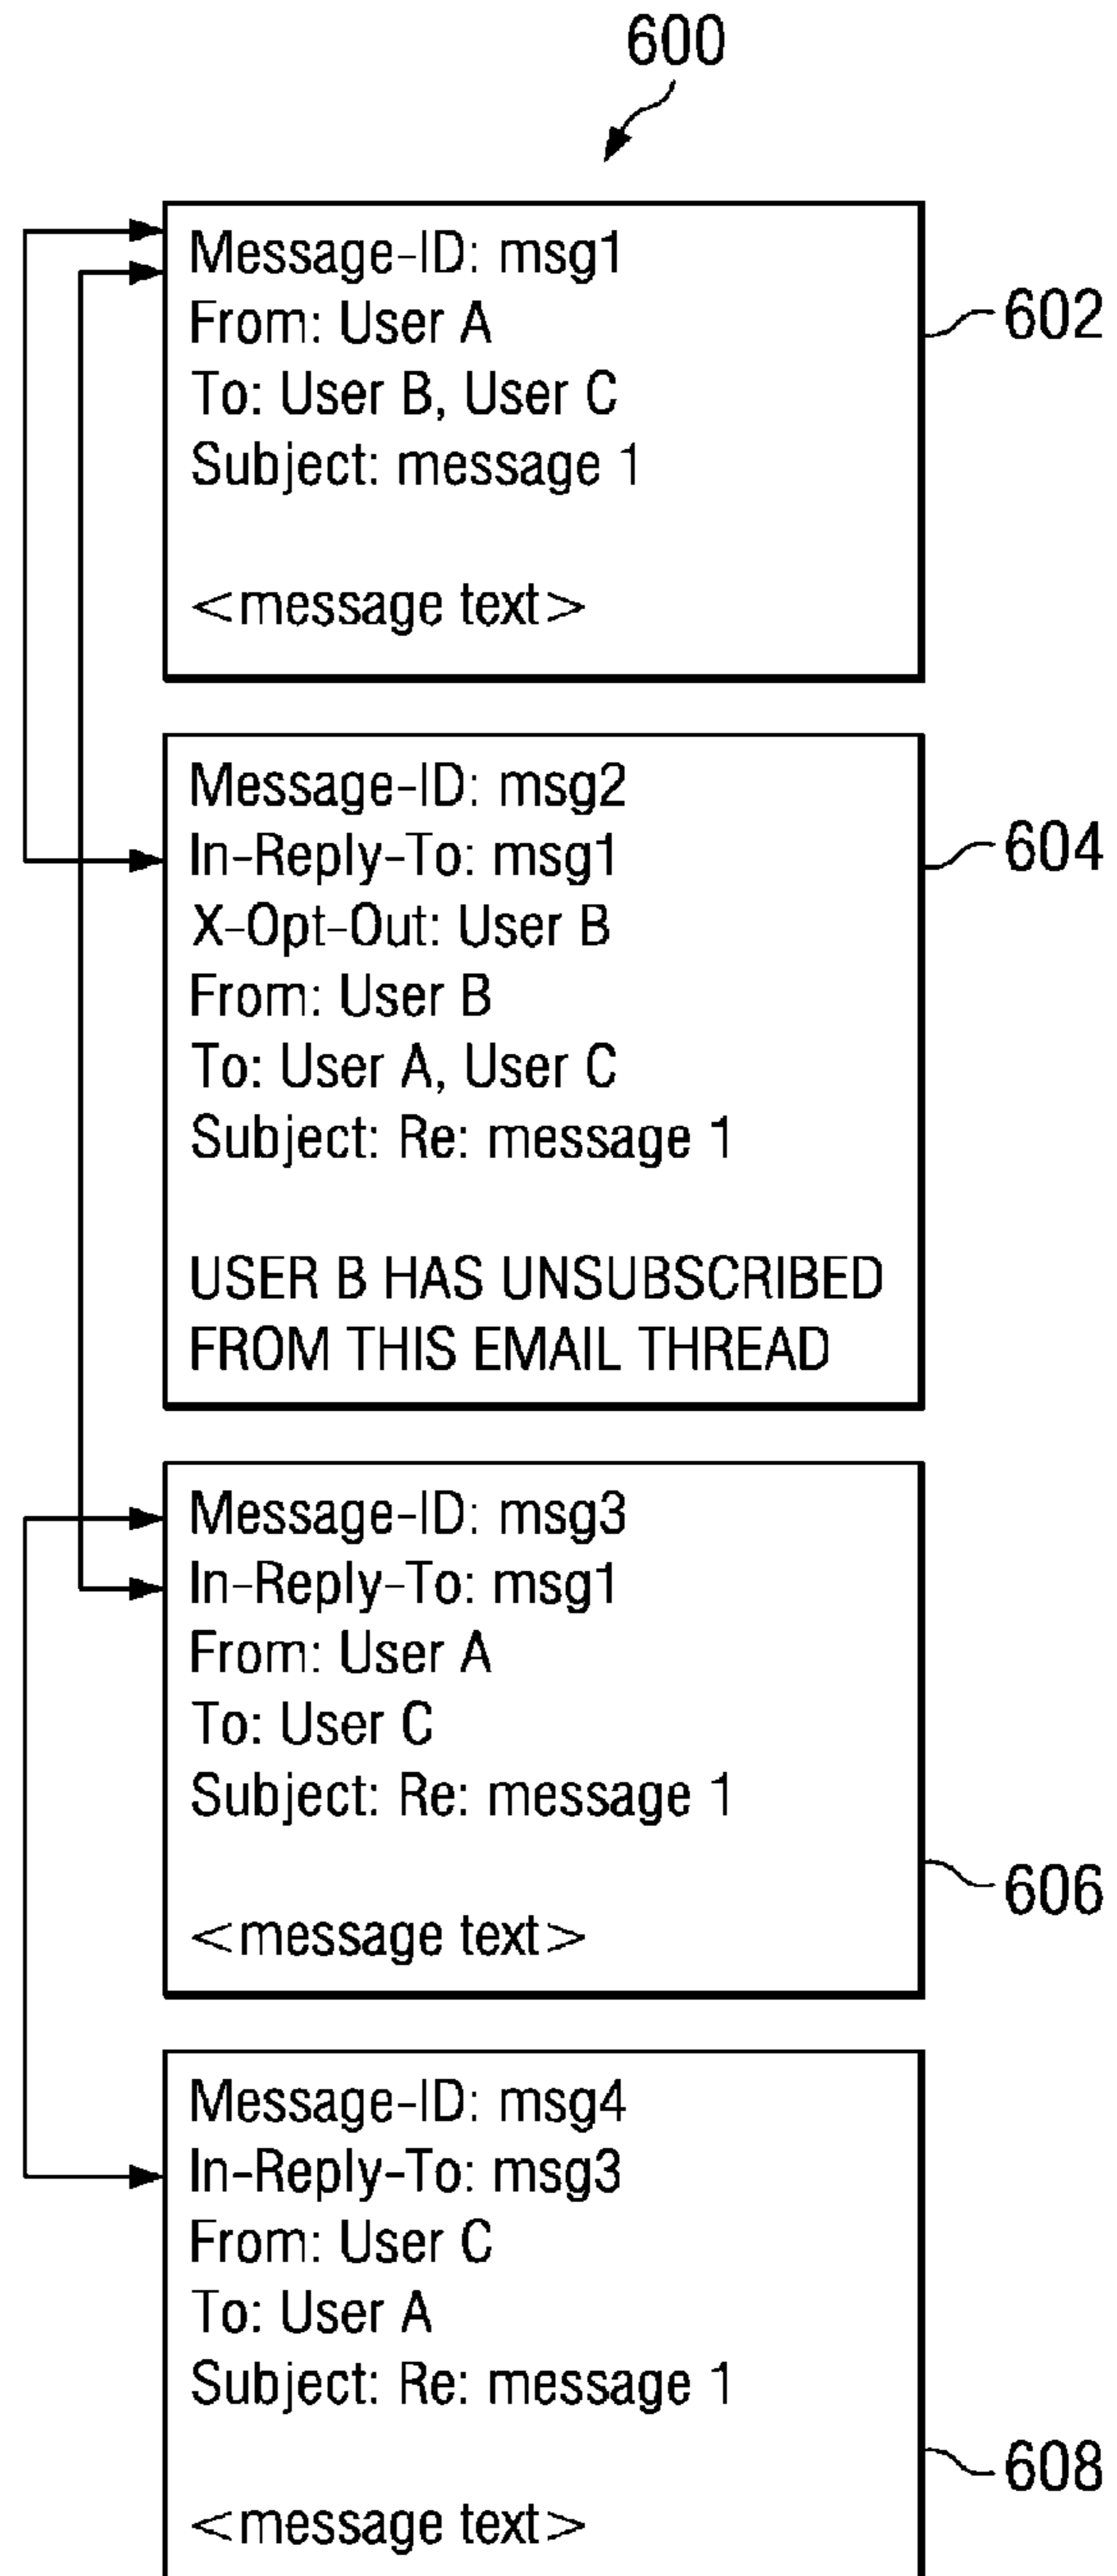 600
Message-ID: msg1
From: User A
To: User B, User C
Subject: message 1
<message text>
602
Message-ID: msg2
In-Reply-To: msg1
X-Opt-Out: User B
From: User B
To: User A, User C
Subject: Re: message 1
USER B HAS UNSUBSCRIBED
FROM THIS EMAIL THREAD
604
Message-ID: msg3
In-Reply-To: msg1
From: User A
To: User C
Subject: Re: message 1
<message text>
606
Message-ID: msg4
In-Reply-To: msg3
From: User C
To: User A
Subject: Re: message 1
<message text>
608